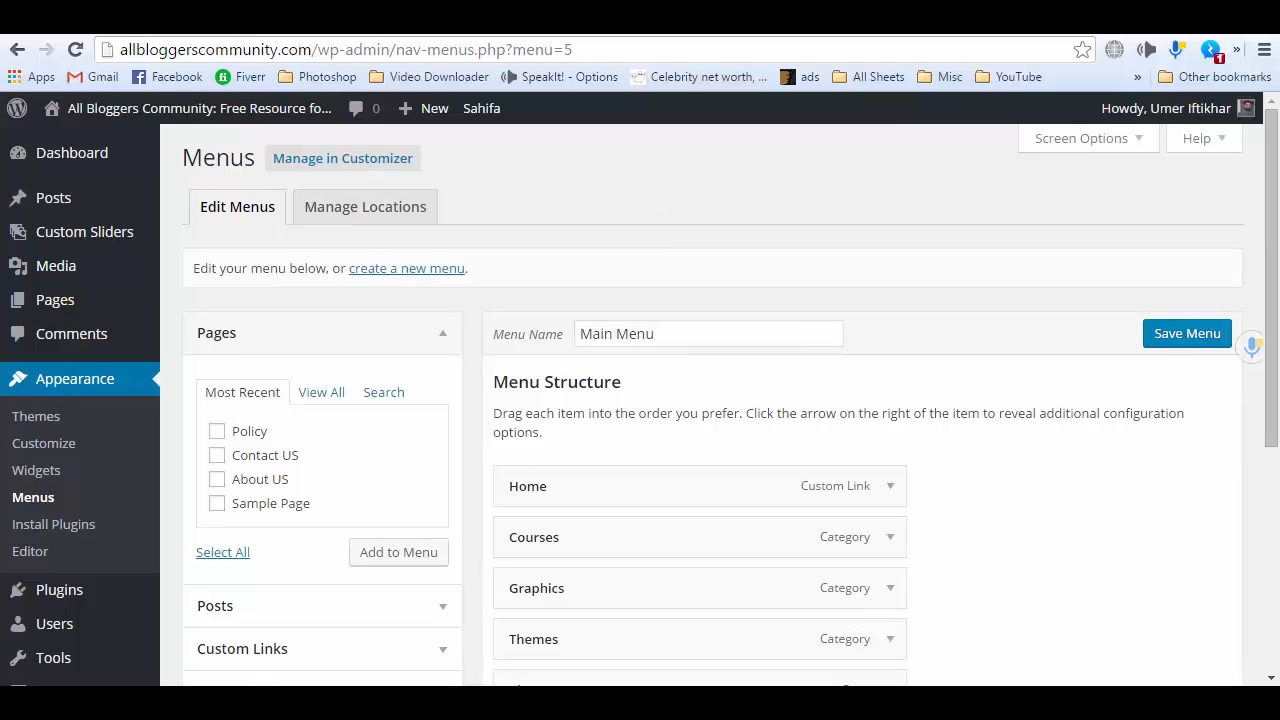 allbloggerscommunity.com/wp-admin/nav-menus.php?menu=5
1
Apps Gmail Facebook Fiverr Photoshop Video Downloader SpeakIt! - Options Celebrity net worth, ... ads All Sheets Misc YouTube » Other bookmarks
All Bloggers Community: Free Resource fo... 0 New Sahifa Howdy, Umer Iftikhar
Screen Options Help
Menus Manage in Customizer
Edit Menus Manage Locations
Edit your menu below, or create a new menu.
Dashboard
Posts
Custom Sliders
Media
Pages
Comments
Appearance
Themes
Customize
Widgets
Menus
Install Plugins
Editor
Plugins
Users
Tools
Pages
Most Recent View All Search
Policy
Contact US
About US
Sample Page
Select All Add to Menu
Posts
Custom Links
Menu Name Main Menu Save Menu
Menu Structure
Drag each item into the order you prefer. Click the arrow on the right of the item to reveal additional configuration
options.
Home Custom Link
Courses Category
Graphics Category
Themes Category